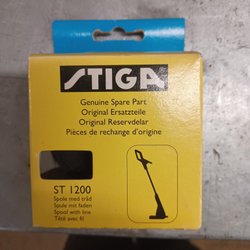 STIGA
Genuine Spare Part
Original Ersatzteile
Original Reservdelar
Pièces de rechange d'origine
ST 1200
Spole med tråd
Spule mit faden
Spool with line
Tête avec fil